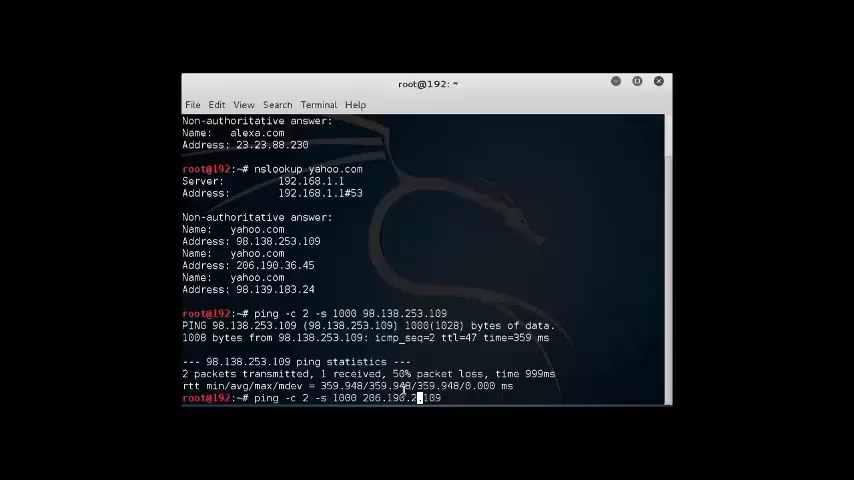 root@192: ~
File Edit View Search Terminal Help
Non-authoritative answer:
Name: alexa.com
Address: 23.23.88.230
root@192:~# nslookup yahoo.com
Server: 192.168.1.1
Address: 192.168.1.1#53
Non-authoritative answer:
Name: yahoo.com
Address: 98.138.253.109
Name: yahoo.com
Address: 206.190.36.45
Name: yahoo.com
Address: 98.139.183.24
root@192:~# ping -c 2 -s 1000 98.138.253.109
PING 98.138.253.109 (98.138.253.109) 1000(1028) bytes of data.
1008 bytes from 98.138.253.109: icmp_seq=2 ttl=47 time=359 ms
--- 98.138.253.109 ping statistics ---
2 packets transmitted, 1 received, 50% packet loss, time 999ms
rtt min/avg/max/mdev = 359.948/359.948/359.948/0.000 ms
root@192:~# ping -c 2 -s 1000 206.190.2.109